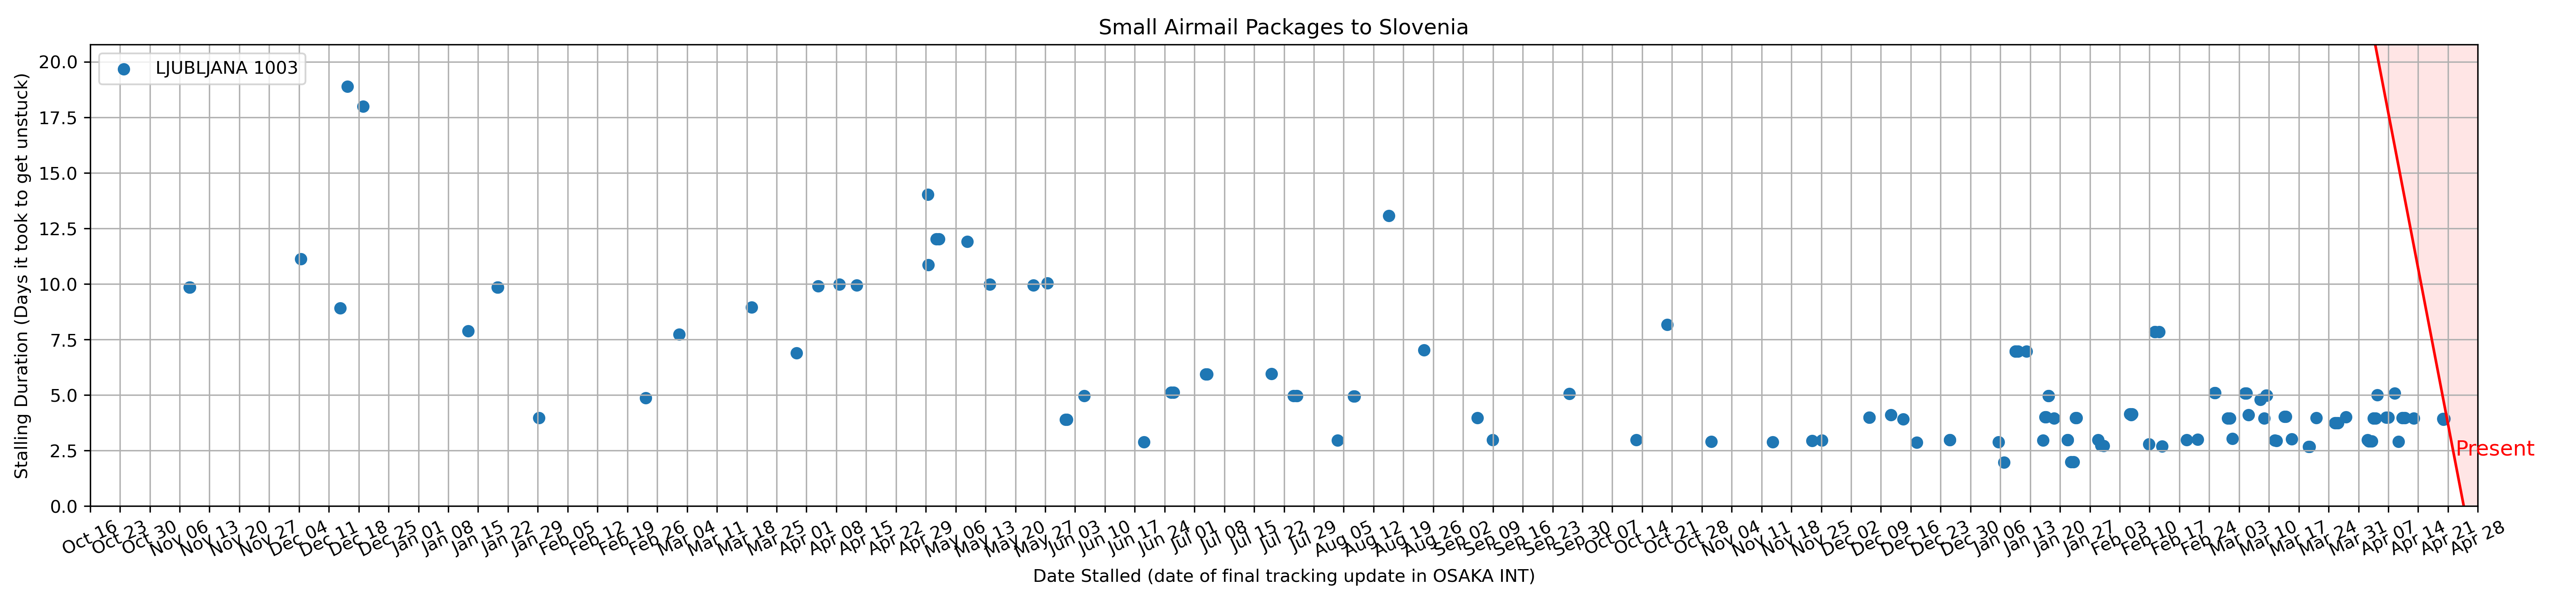 Small Airmail Packages to Slovenia
LJUBLJANA 1003
Stalling Duration (Days it took to get unstuck)
20.0
17.5
15.0
12.5
10.0
7.5
5.0
2.5
0.0
Present
Oct 16
Oct 23
Oct 30
Nov 06
Nov 13
Nov 20
Nov 27
Dec 04
Dec 11
Dec 18
Dec 25
Jan 01
Jan 08
Jan 15
Jan 22
Jan 29
Feb 05
Feb 12
Feb 19
Feb 26
Mar 04
Mar 11
Mar 18
Mar 25
Apr 01
Apr 08
Apr 15
Apr 22
Apr 29
May 06
May 13
May 20
May 27
Jun 03
Jun 10
Jun 17
Jun 24
Jul 01
Jul 08
Jul 15
Jul 22
Jul 29
Aug 05
Aug 12
Aug 19
Aug 26
Sep 02
Sep 09
Sep 16
Sep 23
Sep 30
Oct 07
Oct 14
Oct 21
Oct 28
Nov 04
Nov 11
Nov 18
Nov 25
Dec 02
Dec 09
Dec 16
Dec 23
Dec 30
Jan 06
Jan 13
Jan 20
Jan 27
Feb 03
Feb 10
Feb 17
Feb 24
Mar 03
Mar 10
Mar 17
Mar 24
Mar 31
Apr 07
Apr 14
Apr 21
Apr 28
Date Stalled (date of final tracking update in OSAKA INT)